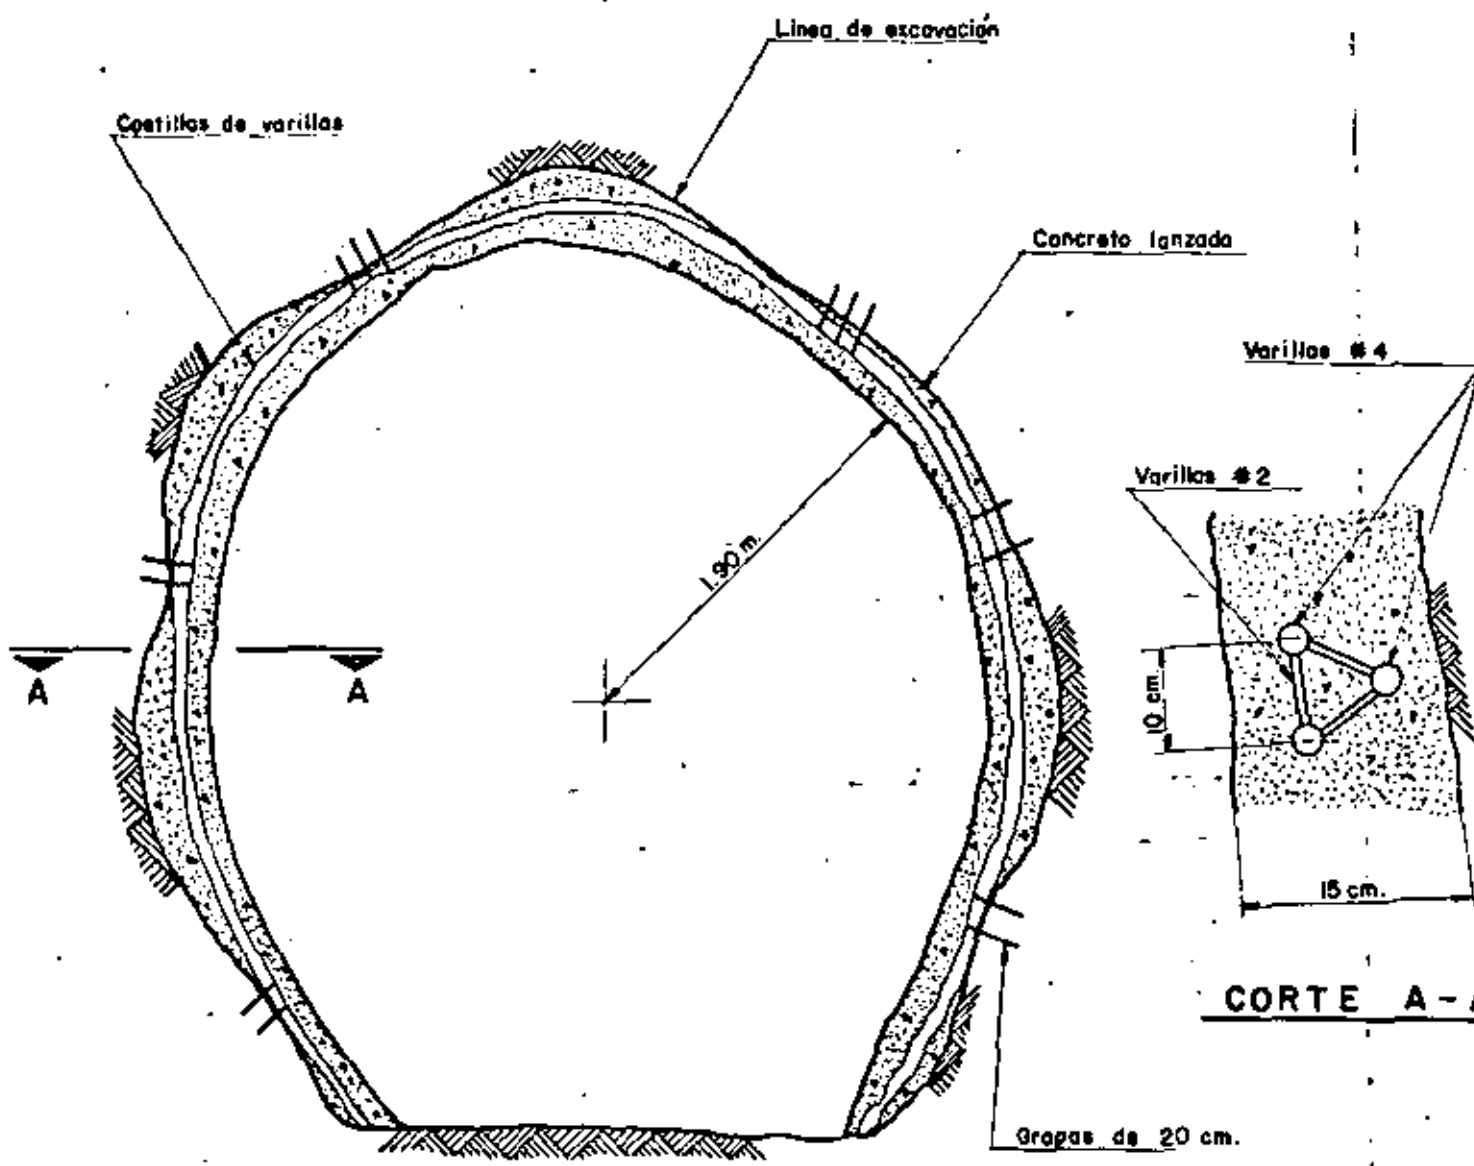 Linea de excavación
Costillas de varillas
Concreto lanzado
Varillas #4
Varillas #2
1.90 m.
A A
10 cm.
15 cm.
CORTE A-A
Grapas de 20 cm.